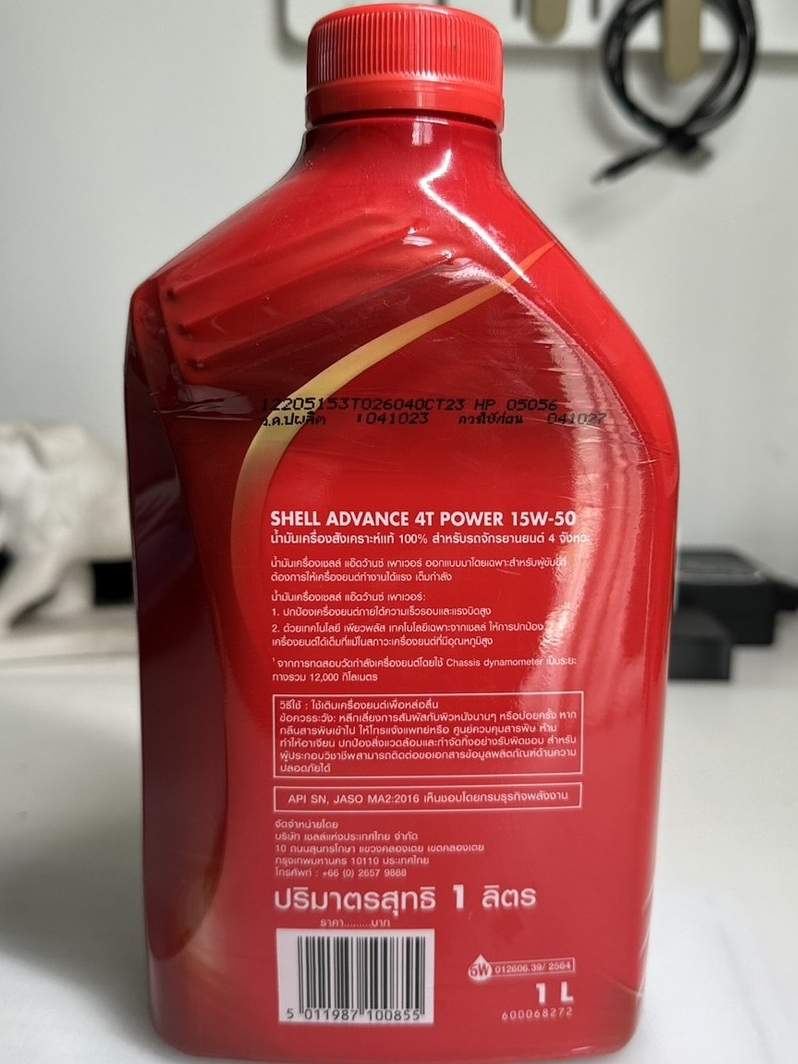 12205153T02604OCT23 HP 05056
ว.ด.ปผลิต :041023 ควรใช้ก่อน 041027
SHELL ADVANCE 4T POWER 15W-50
น้ำมันเครื่องสังเคราะห์แท้ 100% สำหรับรถจักรยานยนต์ 4 จังหวะ
น้ำมันเครื่องเชลล์ แอ๊ดว้านซ์ เพาเวอร์ ออกแบบมาโดยเฉพาะสำหรับผู้ขับขี่ที่
ต้องการให้เครื่องยนต์ทำงานได้แรง เต็มกำลัง
น้ำมันเครื่องเชลล์ แอ๊ดว้านซ์ เพาเวอร์:
1. ปกป้องเครื่องยนต์ภายใต้ความเร็วรอบและแรงบิดสูง
2. ด้วยเทคโนโลยี เพียวพลัส เทคโนโลยีเฉพาะจากเชลล์ ให้การปกป้อง
เครื่องยนต์ได้เต็มที่แม้ในสภาวะเครื่องยนต์ที่มีอุณหภูมิสูง
¹ จากการทดสอบวัดกำลังเครื่องยนต์โดยใช้ Chassis dynamometer เป็นระยะ
ทางรวม 12,000 กิโลเมตร
วิธีใช้ : ใช้เติมเครื่องยนต์เพื่อหล่อลื่น
ข้อควรระวัง: หลีกเลี่ยงการสัมผัสกับผิวหนังนานๆ หรือบ่อยครั้ง หาก
กลืนสารพิษเข้าไป ให้โทรแจ้งแพทย์หรือ ศูนย์ควบคุมสารพิษ ห้าม
ทำให้อาเจียน ปกป้องสิ่งแวดล้อมและกำจัดทิ้งอย่างรับผิดชอบ สำหรับ
ผู้ประกอบวิชาชีพสามารถติดต่อขอเอกสารข้อมูลผลิตภัณฑ์ด้านความ
ปลอดภัยได้
API SN, JASO MA2:2016 เห็นชอบโดยกรมธุรกิจพลังงาน
จัดจำหน่ายโดย
บริษัท เชลล์แห่งประเทศไทย จำกัด
10 ถนนสุนทรโกษา แขวงคลองเตย เขตคลองเตย
กรุงเทพมหานคร 10110 ประเทศไทย
โทรศัพท์ : +66 (0) 2657 9888
ปริมาตรสุทธิ 1 ลิตร
ราคา.........บาท
ธพ 012606.39/ 2564
1 L
600068272
5 011987 100855